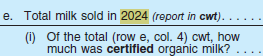 e. Total milk sold in 2024 (report in cwt). . . . . .
(i) Of the total (row e, col. 4) cwt, how
much was certified organic milk? . . . .